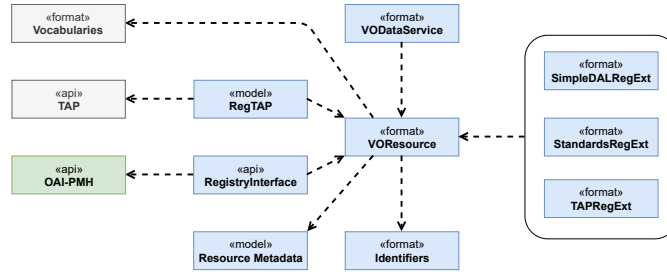 «format»
Vocabularies
«format»
VODataService
«format»
SimpleDALRegExt
«api»
TAP
«model»
RegTAP
«format»
VOResource
«format»
StandardsRegExt
«api»
OAI-PMH
«api»
RegistryInterface
«format»
TAPRegExt
«model»
Resource Metadata
«format»
Identifiers